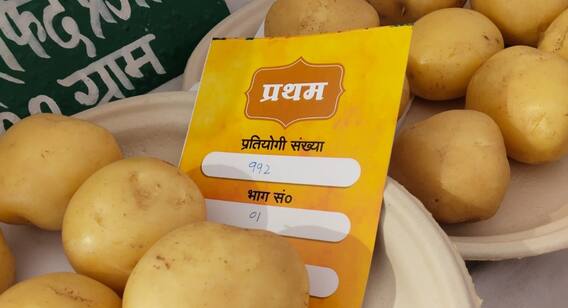 फेद
ग्राम
प्रथम
प्रतियोगी संख्या
992
भाग सं०
01